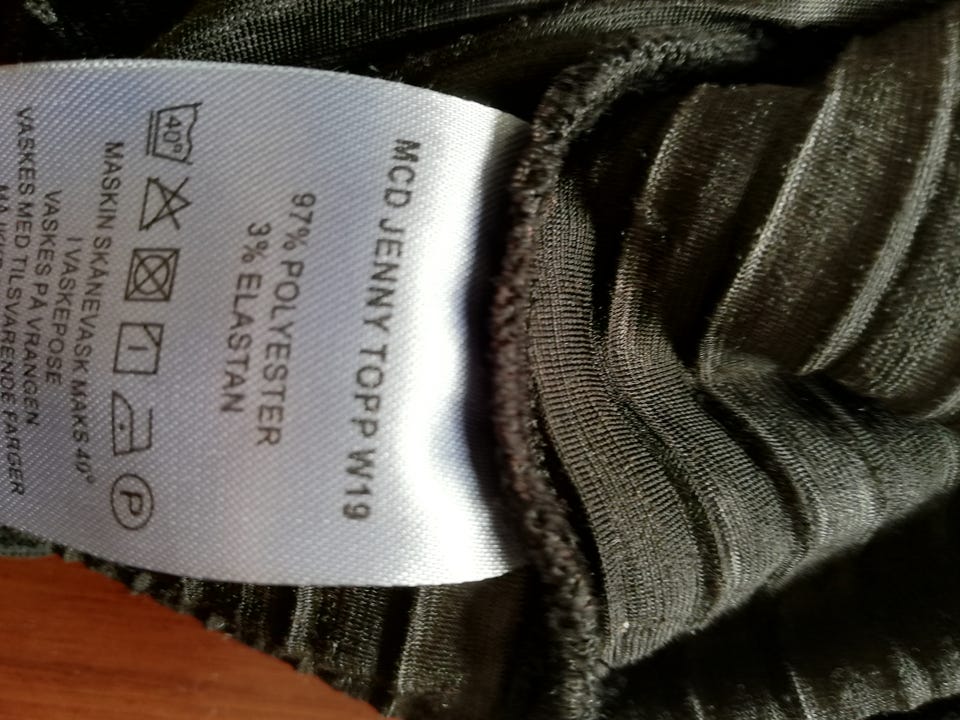 MCD JENNY TOPP W19
97% POLYESTER
3% ELASTAN
40° P
MASKIN SKÅNEVASK MAKS 40°
I VASKEPOSE
VASKES PÅ VRANGEN
VASKES MED TILSVARENDE FARGER